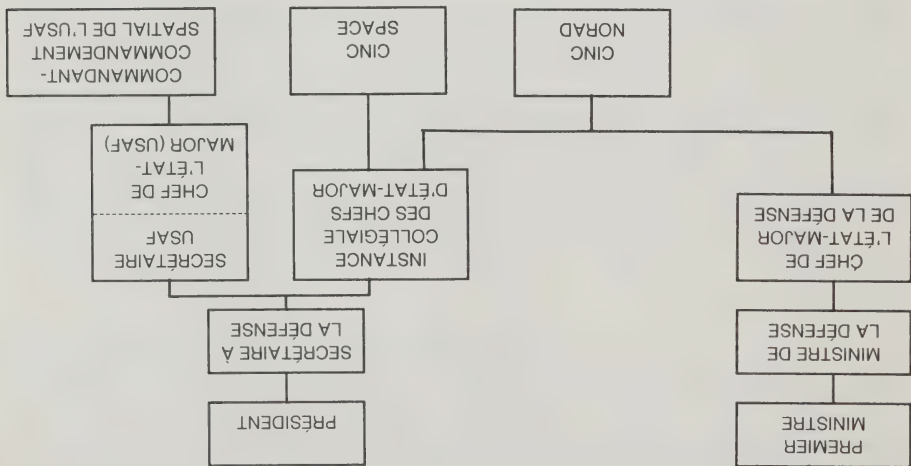 PREMIER
MINISTRE
PRÉSIDENT
MINISTRE DE
LA DÉFENSE
SECRÉTAIRE À
LA DÉFENSE
CHEF DE
L'ÉTAT-MAJOR
DE LA DÉFENSE
INSTANCE
COLLÉGIALE
DES CHEFS
D'ÉTAT-MAJOR
SECRÉTAIRE
USAF
CHEF DE
L'ÉTAT-
MAJOR (USAF)
CINC
NORAD
CINC
SPACE
COMMANDANT-
COMMANDEMENT
SPATIAL DE L'USAF